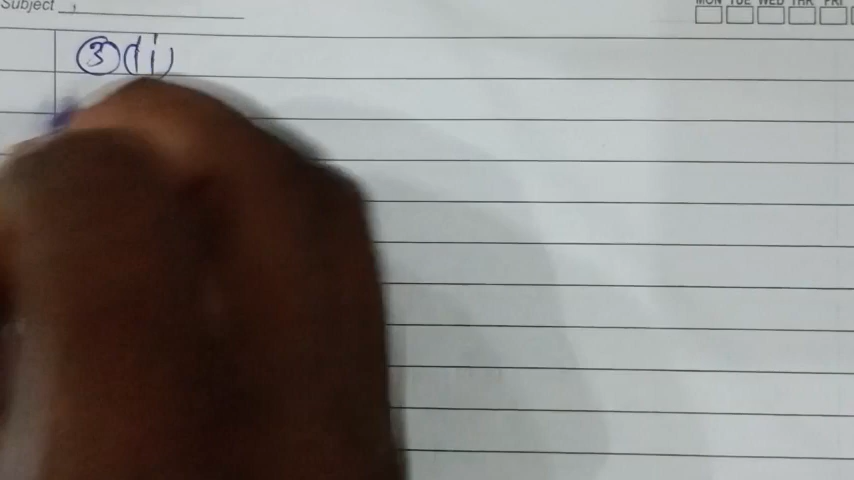 Subject MON TUE WED THR FRI
③(ii)